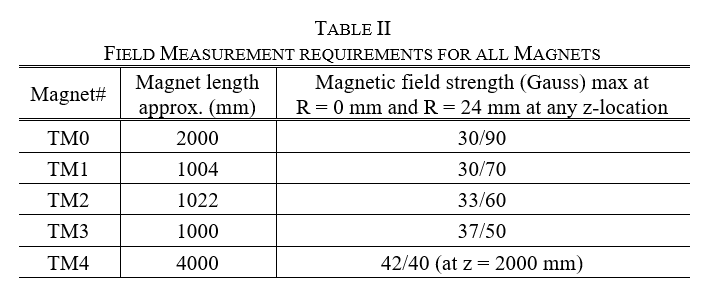 TABLE II
FIELD MEASUREMENT REQUIREMENTS FOR ALL MAGNETS
Magnet# Magnet length approx. (mm) Magnetic field strength (Gauss) max at R = 0 mm and R = 24 mm at any z-location
TM0 2000 30/90
TM1 1004 30/70
TM2 1022 33/60
TM3 1000 37/50
TM4 4000 42/40 (at z = 2000 mm)